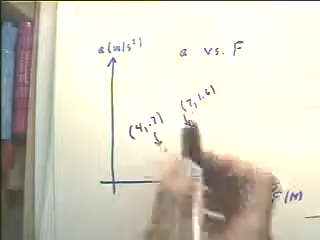 a (m/s²)
a vs. F
(7, 1.6)
(4, .7)
F (N)